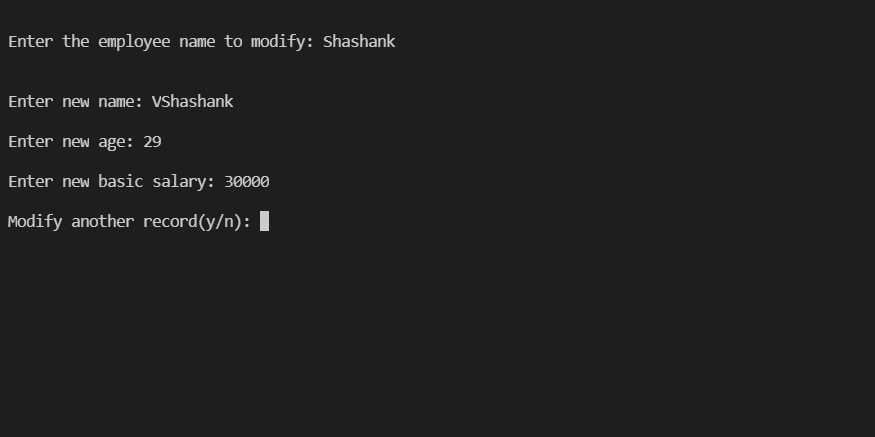 Enter the employee name to modify: Shashank
Enter new name: VShashank
Enter new age: 29
Enter new basic salary: 30000
Modify another record(y/n):